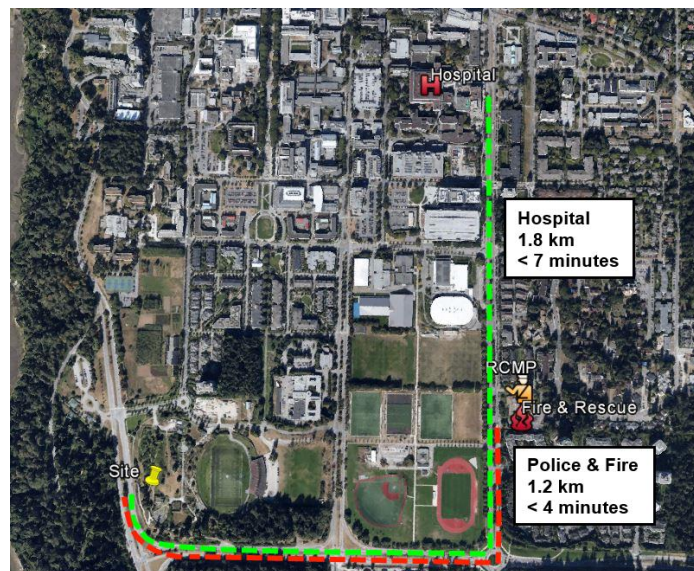 Hospital
Hospital
1.8 km
< 7 minutes
RCMP
Fire & Rescue
Site
Police & Fire
1.2 km
< 4 minutes